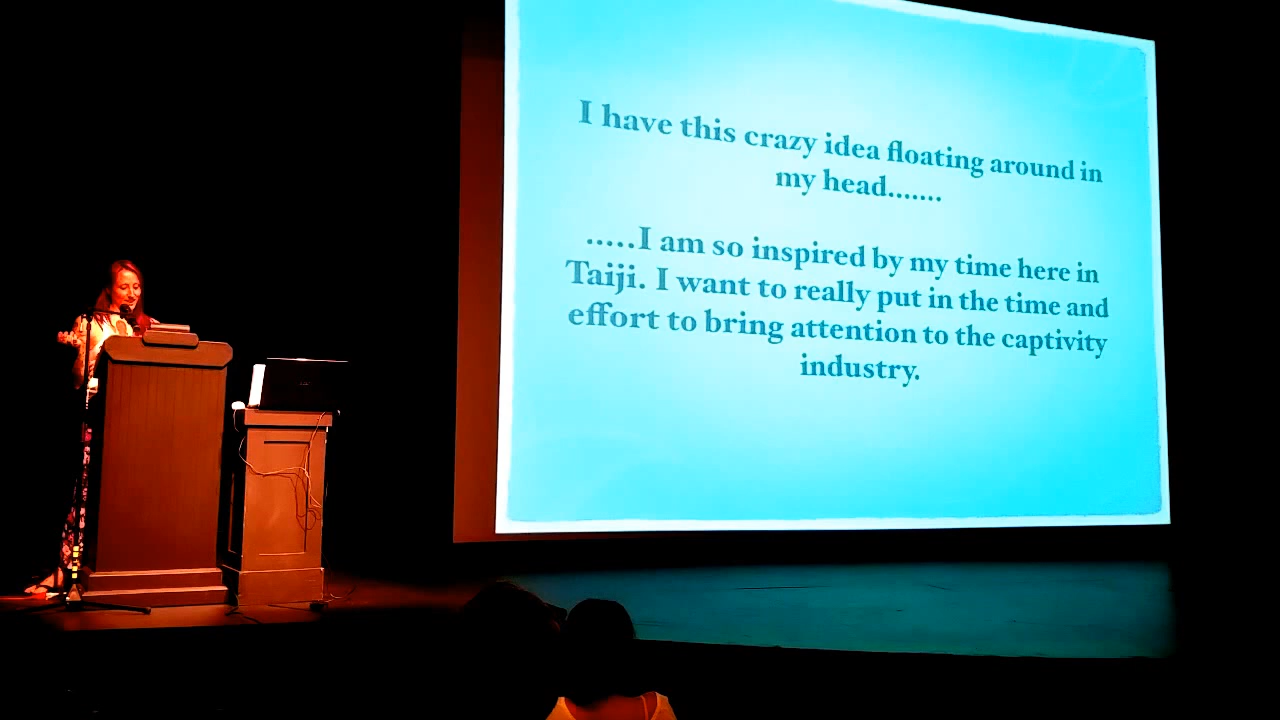 I have this crazy idea floating around in
my head.......
.....I am so inspired by my time here in
Taiji. I want to really put in the time and
effort to bring attention to the captivity
industry.